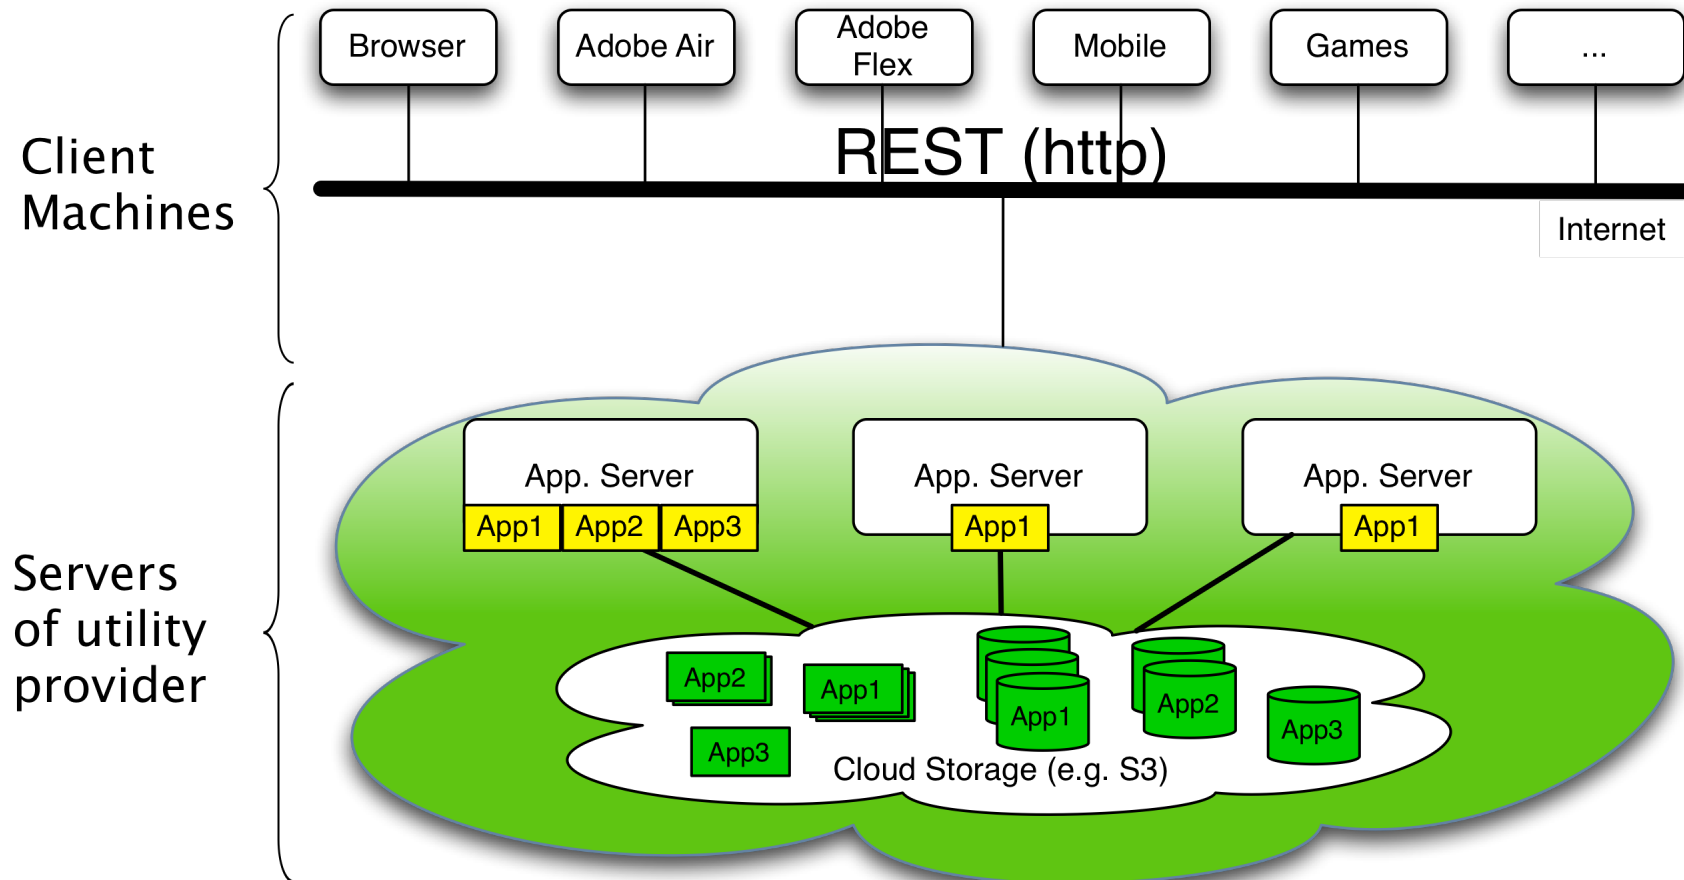 Browser
Adobe Air
Adobe
Flex
Mobile
Games
...
REST (http)
Client
Machines
Internet
App. Server
App. Server
App. Server
App1
App2
App3
App1
App1
Servers
of utility
provider
App2
App1
App3
App1
App2
App3
Cloud Storage (e.g. S3)